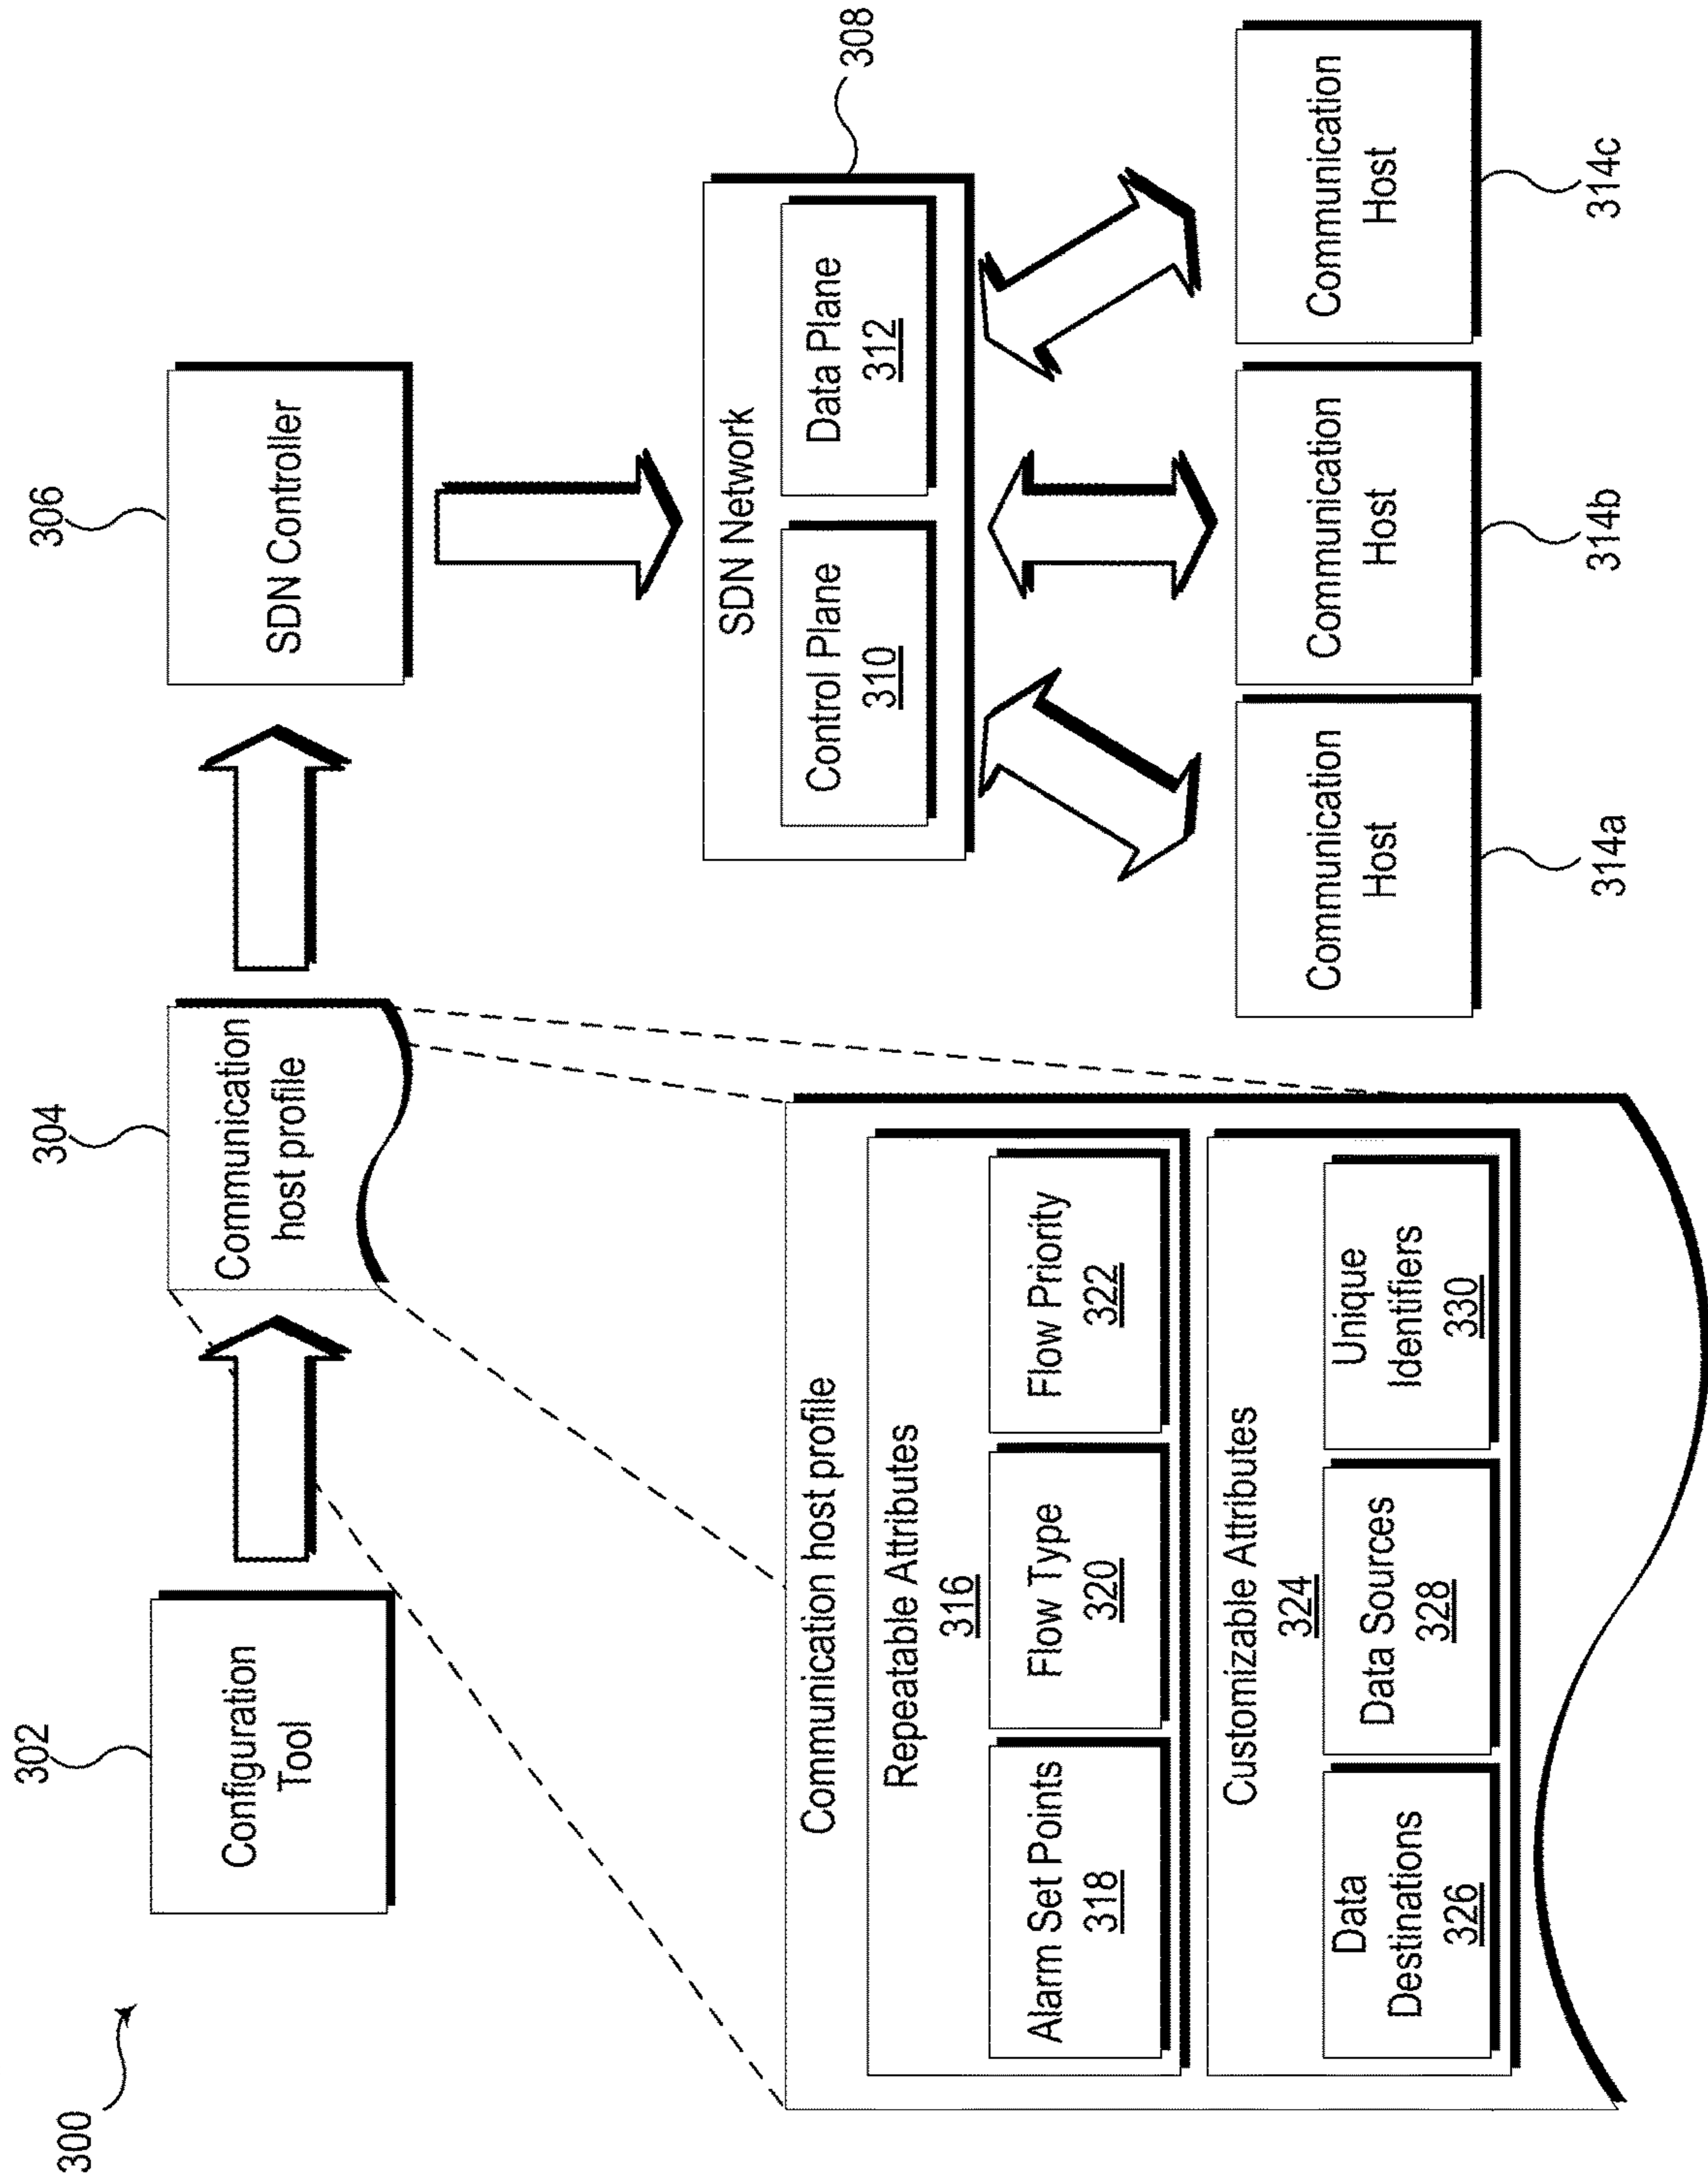 300
302
304
306
Configuration
Tool
Communication
host profile
SDN Controller
Communication host profile
Repeatable Attributes
316
Alarm Set Points
318
Flow Type
320
Flow Priority
322
Customizable Attributes
324
Data
Destinations
326
Data Sources
328
Unique
Identifiers
330
SDN Network
308
Control Plane
310
Data Plane
312
Communication
Host
314a
Communication
Host
314b
Communication
Host
314c